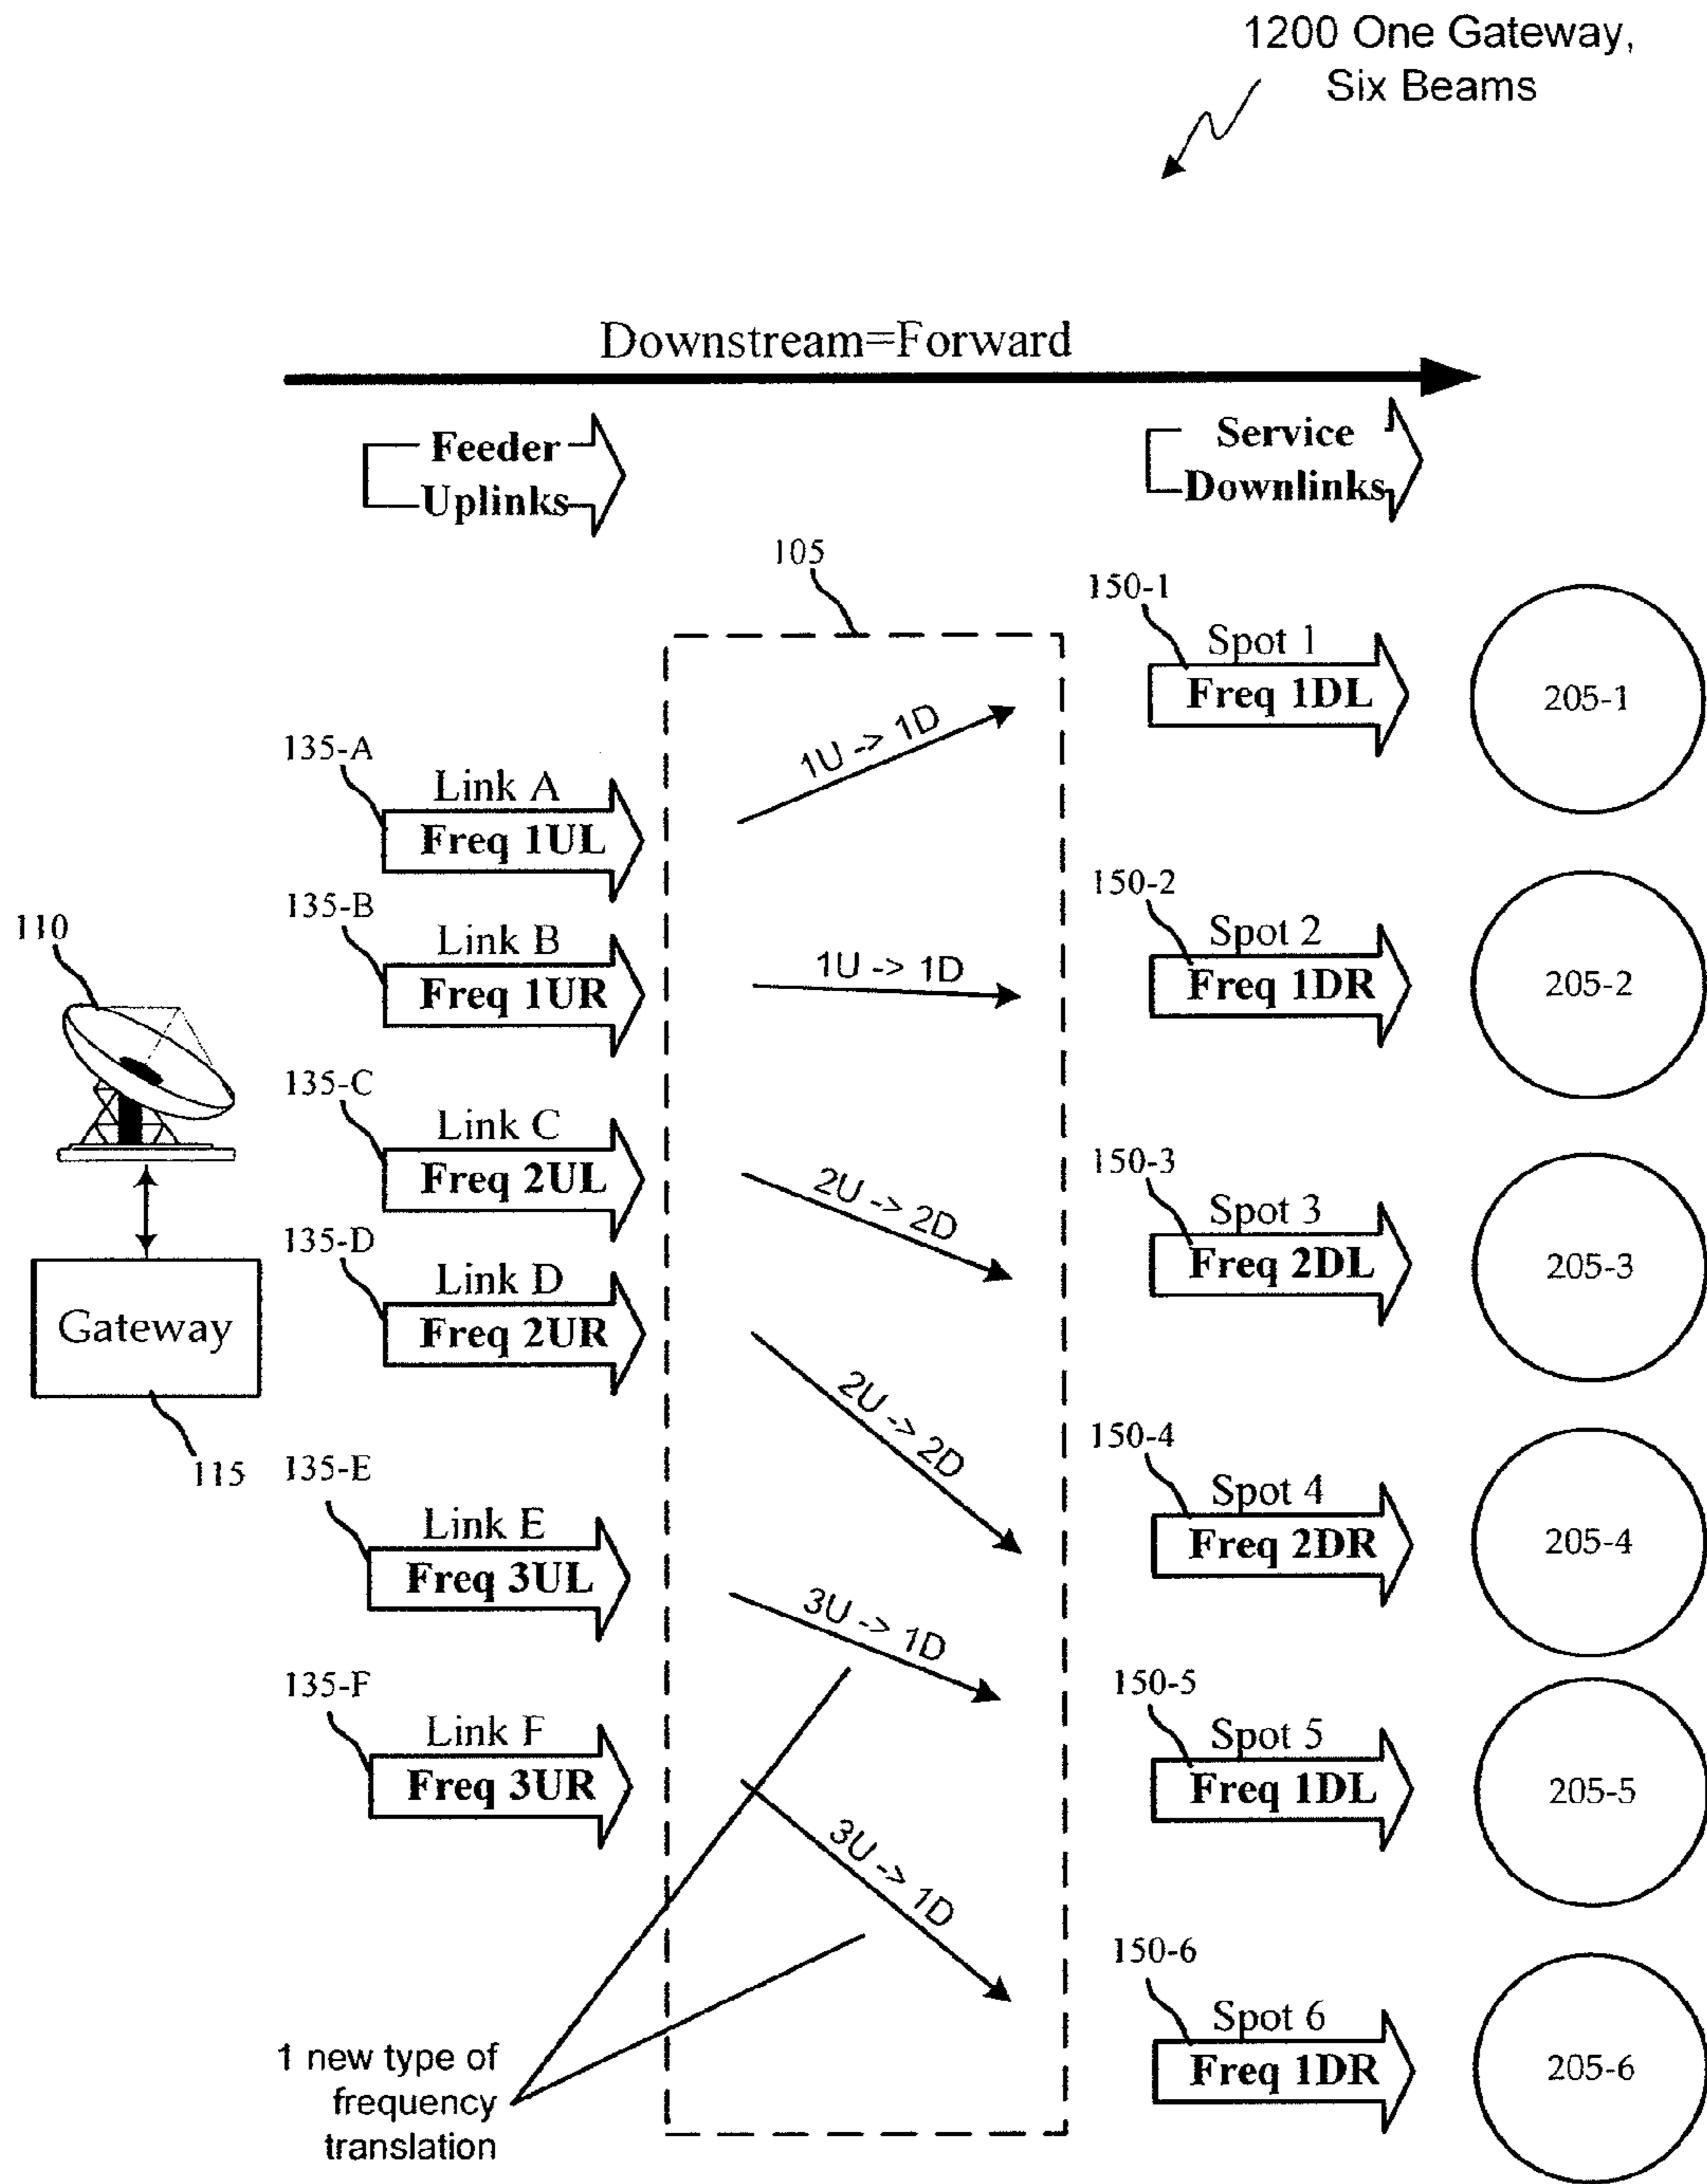 1200 One Gateway,
Six Beams
Downstream=Forward
Feeder
Uplinks
Service
Downlinks
105
150-1
Spot 1
Freq 1DL
205-1
1U -> 1D
135-A
Link A
Freq 1UL
150-2
Spot 2
Freq 1DR
205-2
135-B
Link B
Freq 1UR
1U -> 1D
110
135-C
Link C
Freq 2UL
2U -> 2D
150-3
Spot 3
Freq 2DL
205-3
135-D
Link D
Freq 2UR
Gateway
115
2U -> 2D
150-4
Spot 4
Freq 2DR
205-4
135-E
Link E
Freq 3UL
3U -> 1D
150-5
Spot 5
Freq 1DL
205-5
135-F
Link F
Freq 3UR
3U -> 1D
150-6
Spot 6
Freq 1DR
205-6
1 new type of
frequency
translation